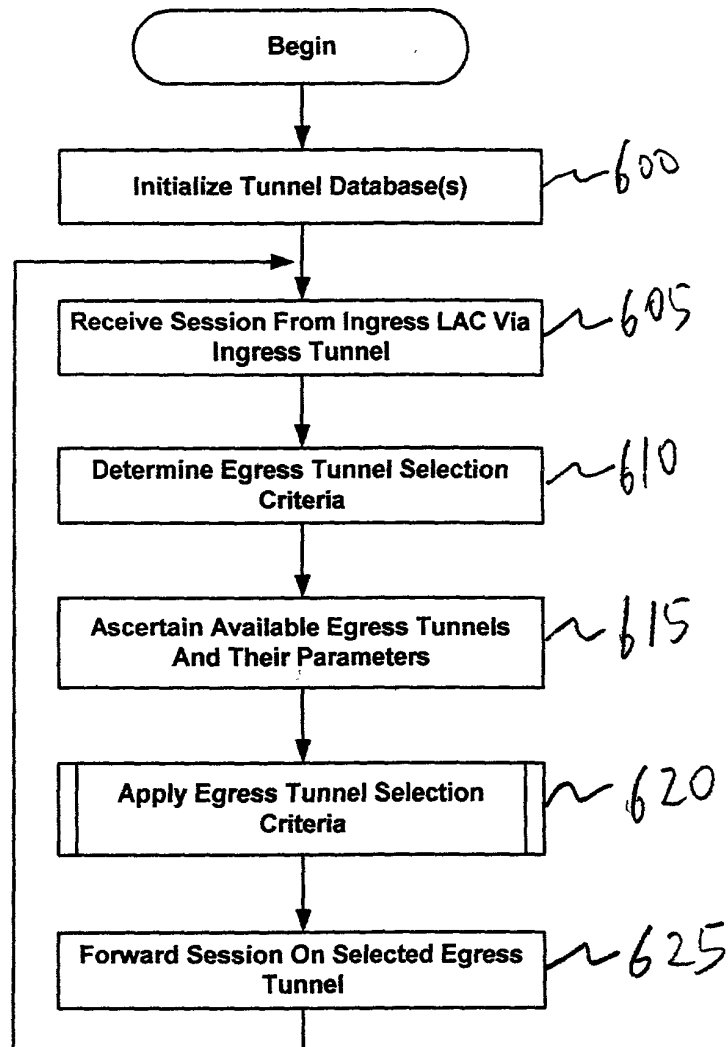 Begin
Initialize Tunnel Database(s)
600
Receive Session From Ingress LAC Via
Ingress Tunnel
605
Determine Egress Tunnel Selection
Criteria
610
Ascertain Available Egress Tunnels
And Their Parameters
615
Apply Egress Tunnel Selection
Criteria
620
Forward Session On Selected Egress
Tunnel
625